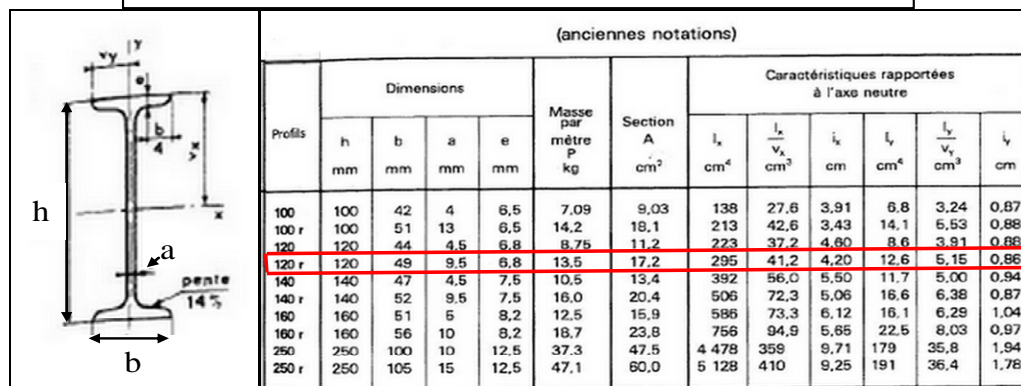 (anciennes notations)
Profils
Dimensions
Masse
par
mètre
P
kg
Section
A
cm²
Caractéristiques rapportées
à l'axe neutre
h
mm
b
mm
a
mm
e
mm
Iₓ
cm⁴
Iₓ
vₓ
cm³
iₓ
cm
Iᵧ
cm⁴
Iᵧ
vᵧ
cm³
iᵧ
cm
100 100 42 4 6,5 7,09 9,03 138 27,6 3,91 6,8 3,24 0,87
100 r 100 51 13 6,5 14,2 18,1 213 42,6 3,43 14,1 5,53 0,88
120 120 44 4,5 6,8 8,75 11,2 223 37,2 4,60 8,6 3,91 0,88
120 r 120 49 9,5 6,8 13,5 17,2 295 41,2 4,20 12,6 5,15 0,86
140 140 47 4,5 7,5 10,5 13,4 392 56,0 5,50 11,7 5,00 0,94
140 r 140 52 9,5 7,5 16,0 20,4 506 72,3 5,06 16,6 6,38 0,87
160 160 51 5 8,2 12,5 15,9 586 73,3 6,12 16,1 6,29 1,04
160 r 160 56 10 8,2 18,7 23,8 756 94,9 5,65 22,5 8,03 0,97
250 250 100 10 12,5 37.3 47.5 4 478 359 9,71 179 35,8 1,94
250 r 250 105 15 12,5 47,1 60,0 5 128 410 9,25 191 36,4 1,78
vy
y
e
b
4
vx
x
h
a
pente
14%
b